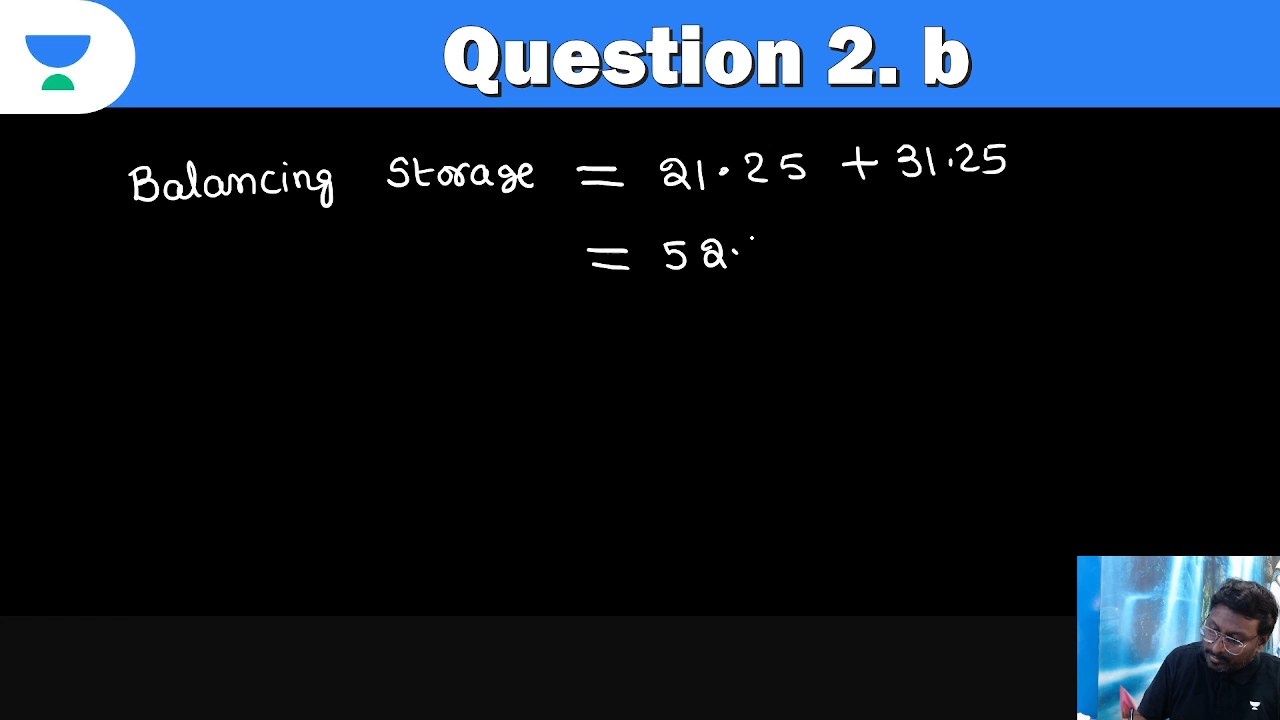 Question 2. b
Balancing Storage = 21.25 + 31.25
= 52.